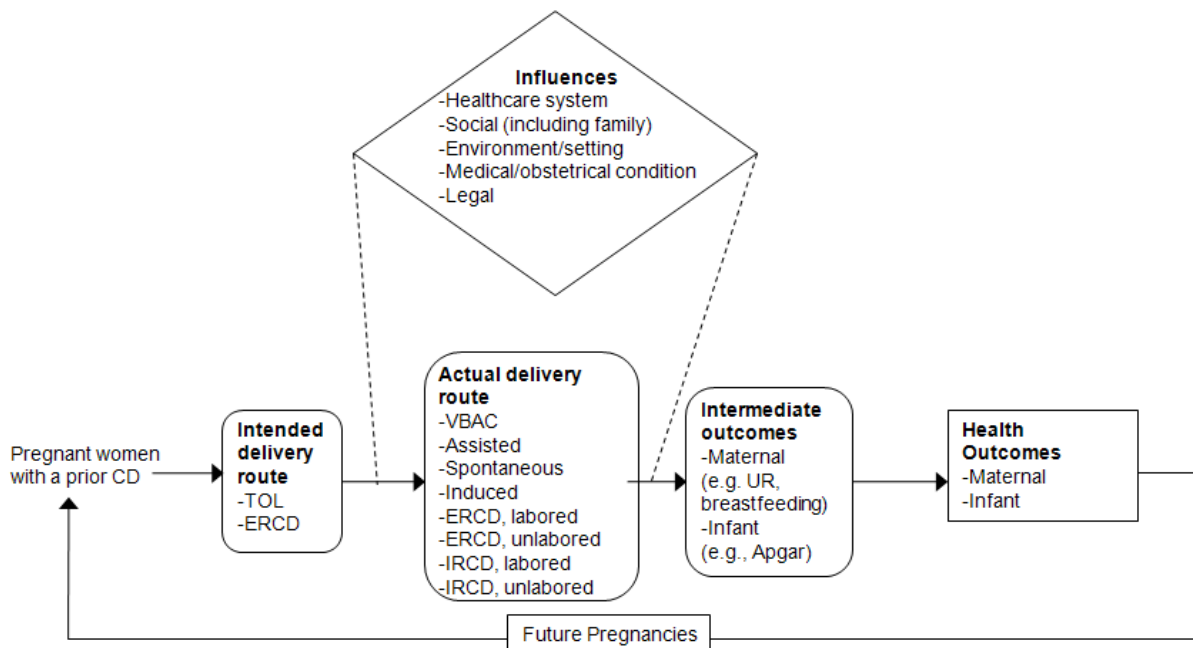 Influences
-Healthcare system
-Social (including family)
-Environment/setting
-Medical/obstetrical condition
-Legal
Pregnant women
with a prior CD
Intended
delivery
route
-TOL
-ERCD
Actual delivery
route
-VBAC
-Assisted
-Spontaneous
-Induced
-ERCD, labored
-ERCD, unlabored
-IRCD, labored
-IRCD, unlabored
Intermediate
outcomes
-Maternal
(e.g. UR,
breastfeeding)
-Infant
(e.g., Apgar)
Health
Outcomes
-Maternal
-Infant
Future Pregnancies